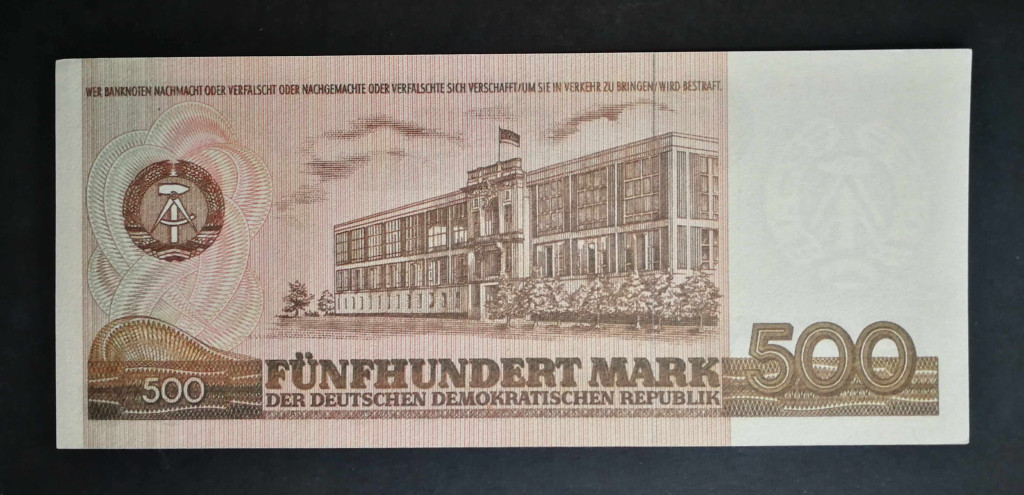 WER BANKNOTEN NACHMACHT ODER VERFÄLSCHT ODER NACHGEMACHTE ODER VERFÄLSCHTE SICH VERSCHAFFT/UM SIE IN VERKEHR ZU BRINGEN/WIRD BESTRAFT.
500
500
FÜNFHUNDERT MARK
DER DEUTSCHEN DEMOKRATISCHEN REPUBLIK